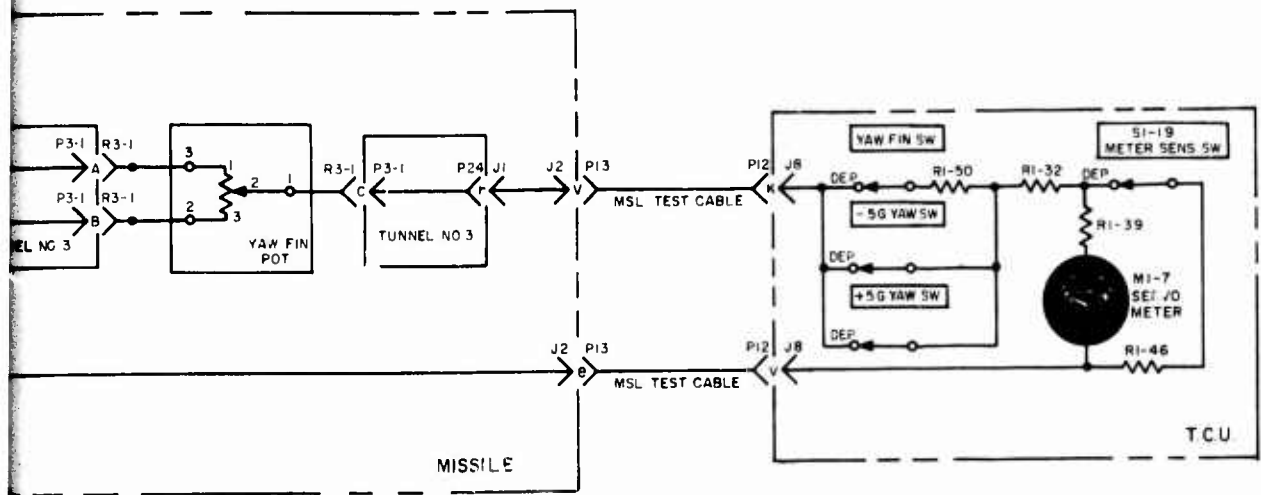 P3-1 R3-1
A
3
1
2
1
3
P3-1 R3-1
B
2
EL NO 3
YAW FIN
POT
R3-1 P3-1
C
P24 J1
r
TUNNEL NO 3
J2 P13
V
MSL TEST CABLE
P12 J8
K
J2 P13
e
MSL TEST CABLE
P12 J8
V
MISSILE
YAW FIN SW
DEP
R1-50
-5G YAW SW
DEP
+5G YAW SW
DEP
R1-32
S1-19
METER SENS SW
DEP
R1-39
M1-7
METER
R1-46
T.C.U.